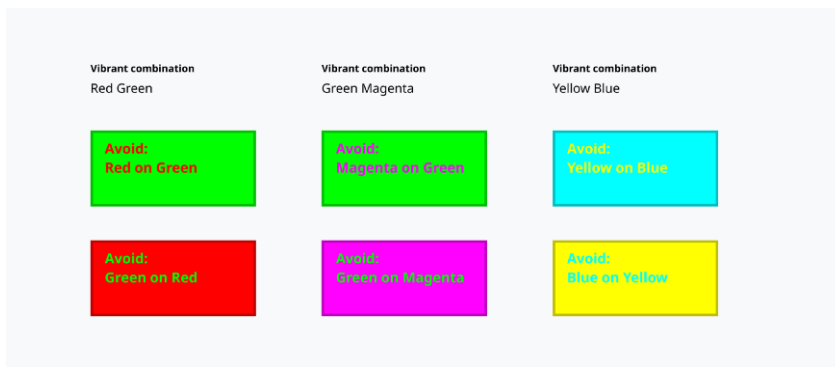 Vibrant combination
Red Green
Avoid:
Red on Green
Avoid:
Green on Red
Vibrant combination
Green Magenta
Avoid:
Magenta on Green
Avoid:
Green on Magenta
Vibrant combination
Yellow Blue
Avoid:
Yellow on Blue
Avoid:
Blue on Yellow